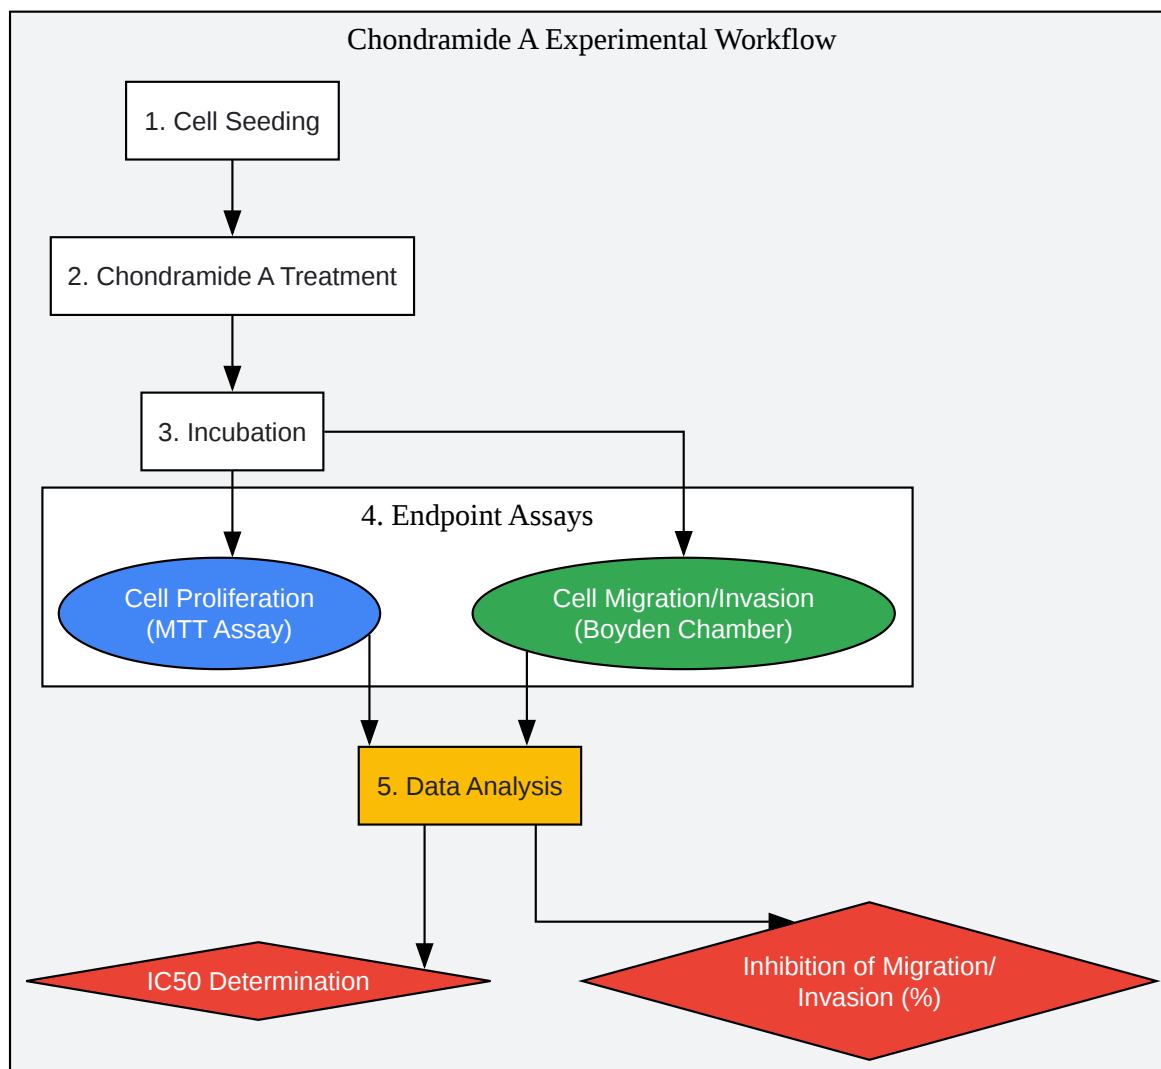 Chondramide A Experimental Workflow
1. Cell Seeding
2. Chondramide A Treatment
3. Incubation
4. Endpoint Assays
Cell Proliferation
(MTT Assay)
Cell Migration/Invasion
(Boyden Chamber)
5. Data Analysis
IC50 Determination
Inhibition of Migration/
Invasion (%)